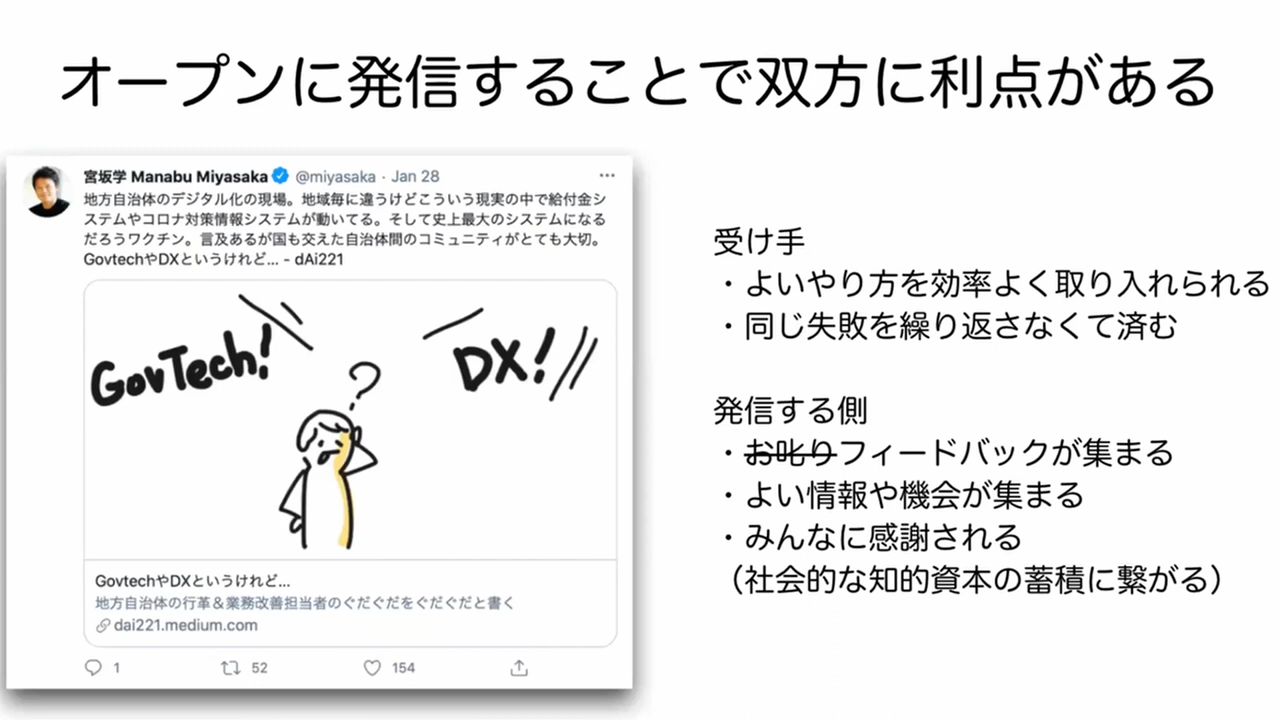 オープンに発信することで双方に利点がある
宮坂学 Manabu Miyasaka @miyasaka · Jan 28
地方自治体のデジタル化の現場。地域毎に違うけどこういう現実の中で給付金シ
ステムやコロナ対策情報システムが動いてる。そして史上最大のシステムになる
だろうワクチン。言及あるが国も交えた自治体間のコミュニティがとても大切。
GovtechやDXというけれど... - dAi221
GovTech!
DX!
?
GovtechやDXというけれど...
地方自治体の行革＆業務改善担当者のぐだぐだをぐだぐだと書く
dai221.medium.com
1 52 154
受け手
・よいやり方を効率よく取り入れられる
・同じ失敗を繰り返さなくて済む
発信する側
・お叱りフィードバックが集まる
・よい情報や機会が集まる
・みんなに感謝される
（社会的な知的資本の蓄積に繋がる）